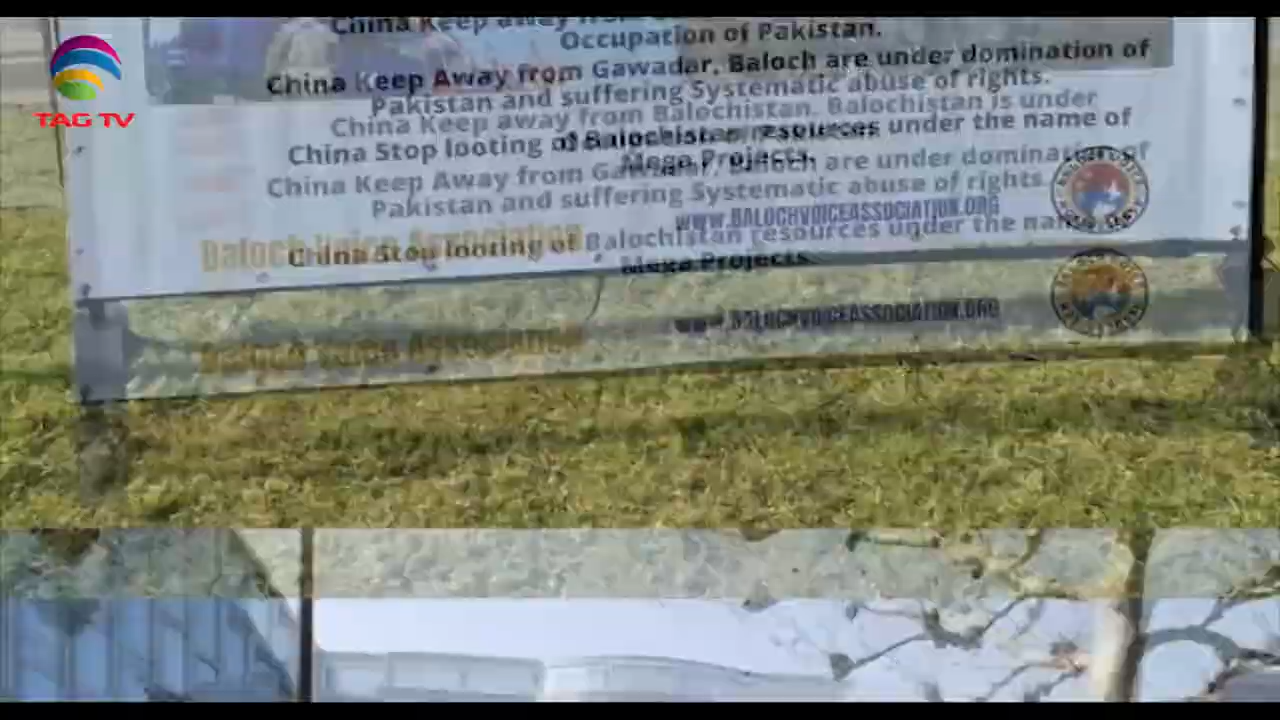 TAG TV
China Keep away from
Occupation of Pakistan.
China Keep Away from Gawadar, Baloch are under domination of
Pakistan and suffering Systematic abuse of rights.
China Keep away from Balochistan. Balochistan is under
China Stop looting of Balochistan resources under the name of
Mega Projects.
China Keep Away from Gawadar, Baloch are under domination of
Pakistan and suffering Systematic abuse of rights.
WWW.BALOCHVOICEASSOCIATION.ORG
Baloch Voice Association
China Stop looting of Balochistan resources under the name
Mega Projects.
WWW.BALOCHVOICEASSOCIATION.ORG
Baloch Voice Association